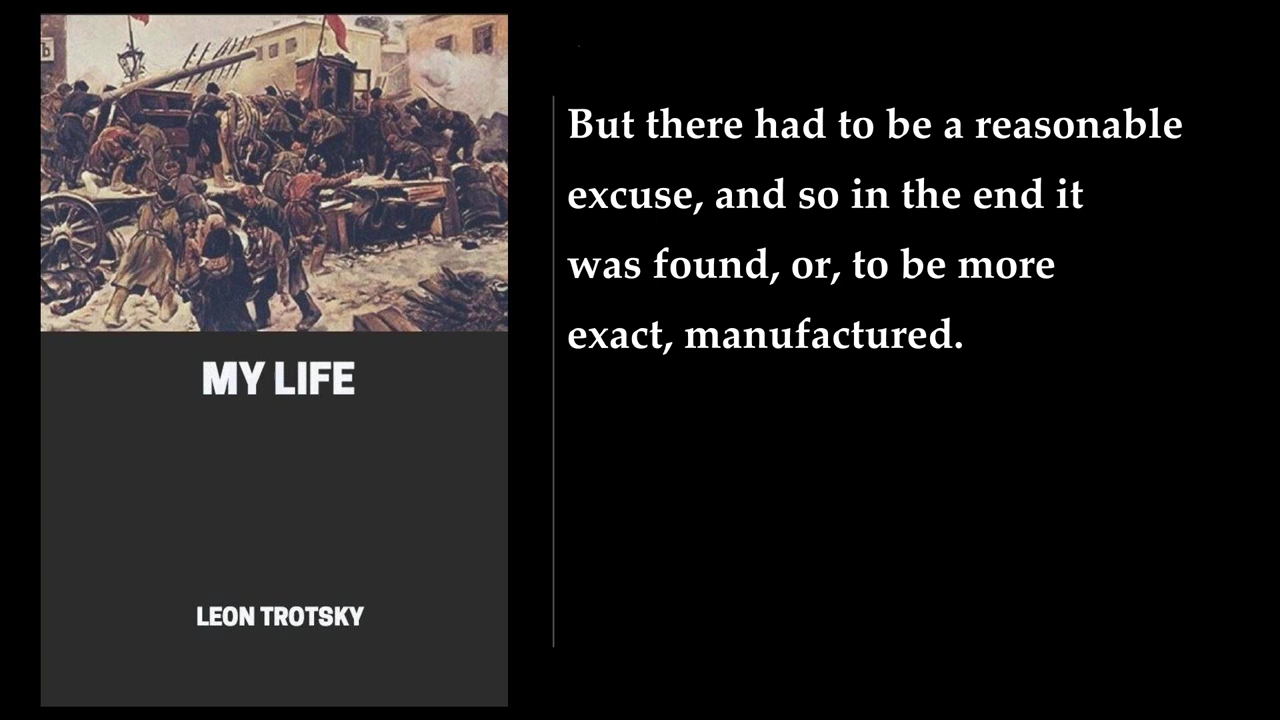 MY LIFE
LEON TROTSKY
But there had to be a reasonable
excuse, and so in the end it
was found, or, to be more
exact, manufactured.